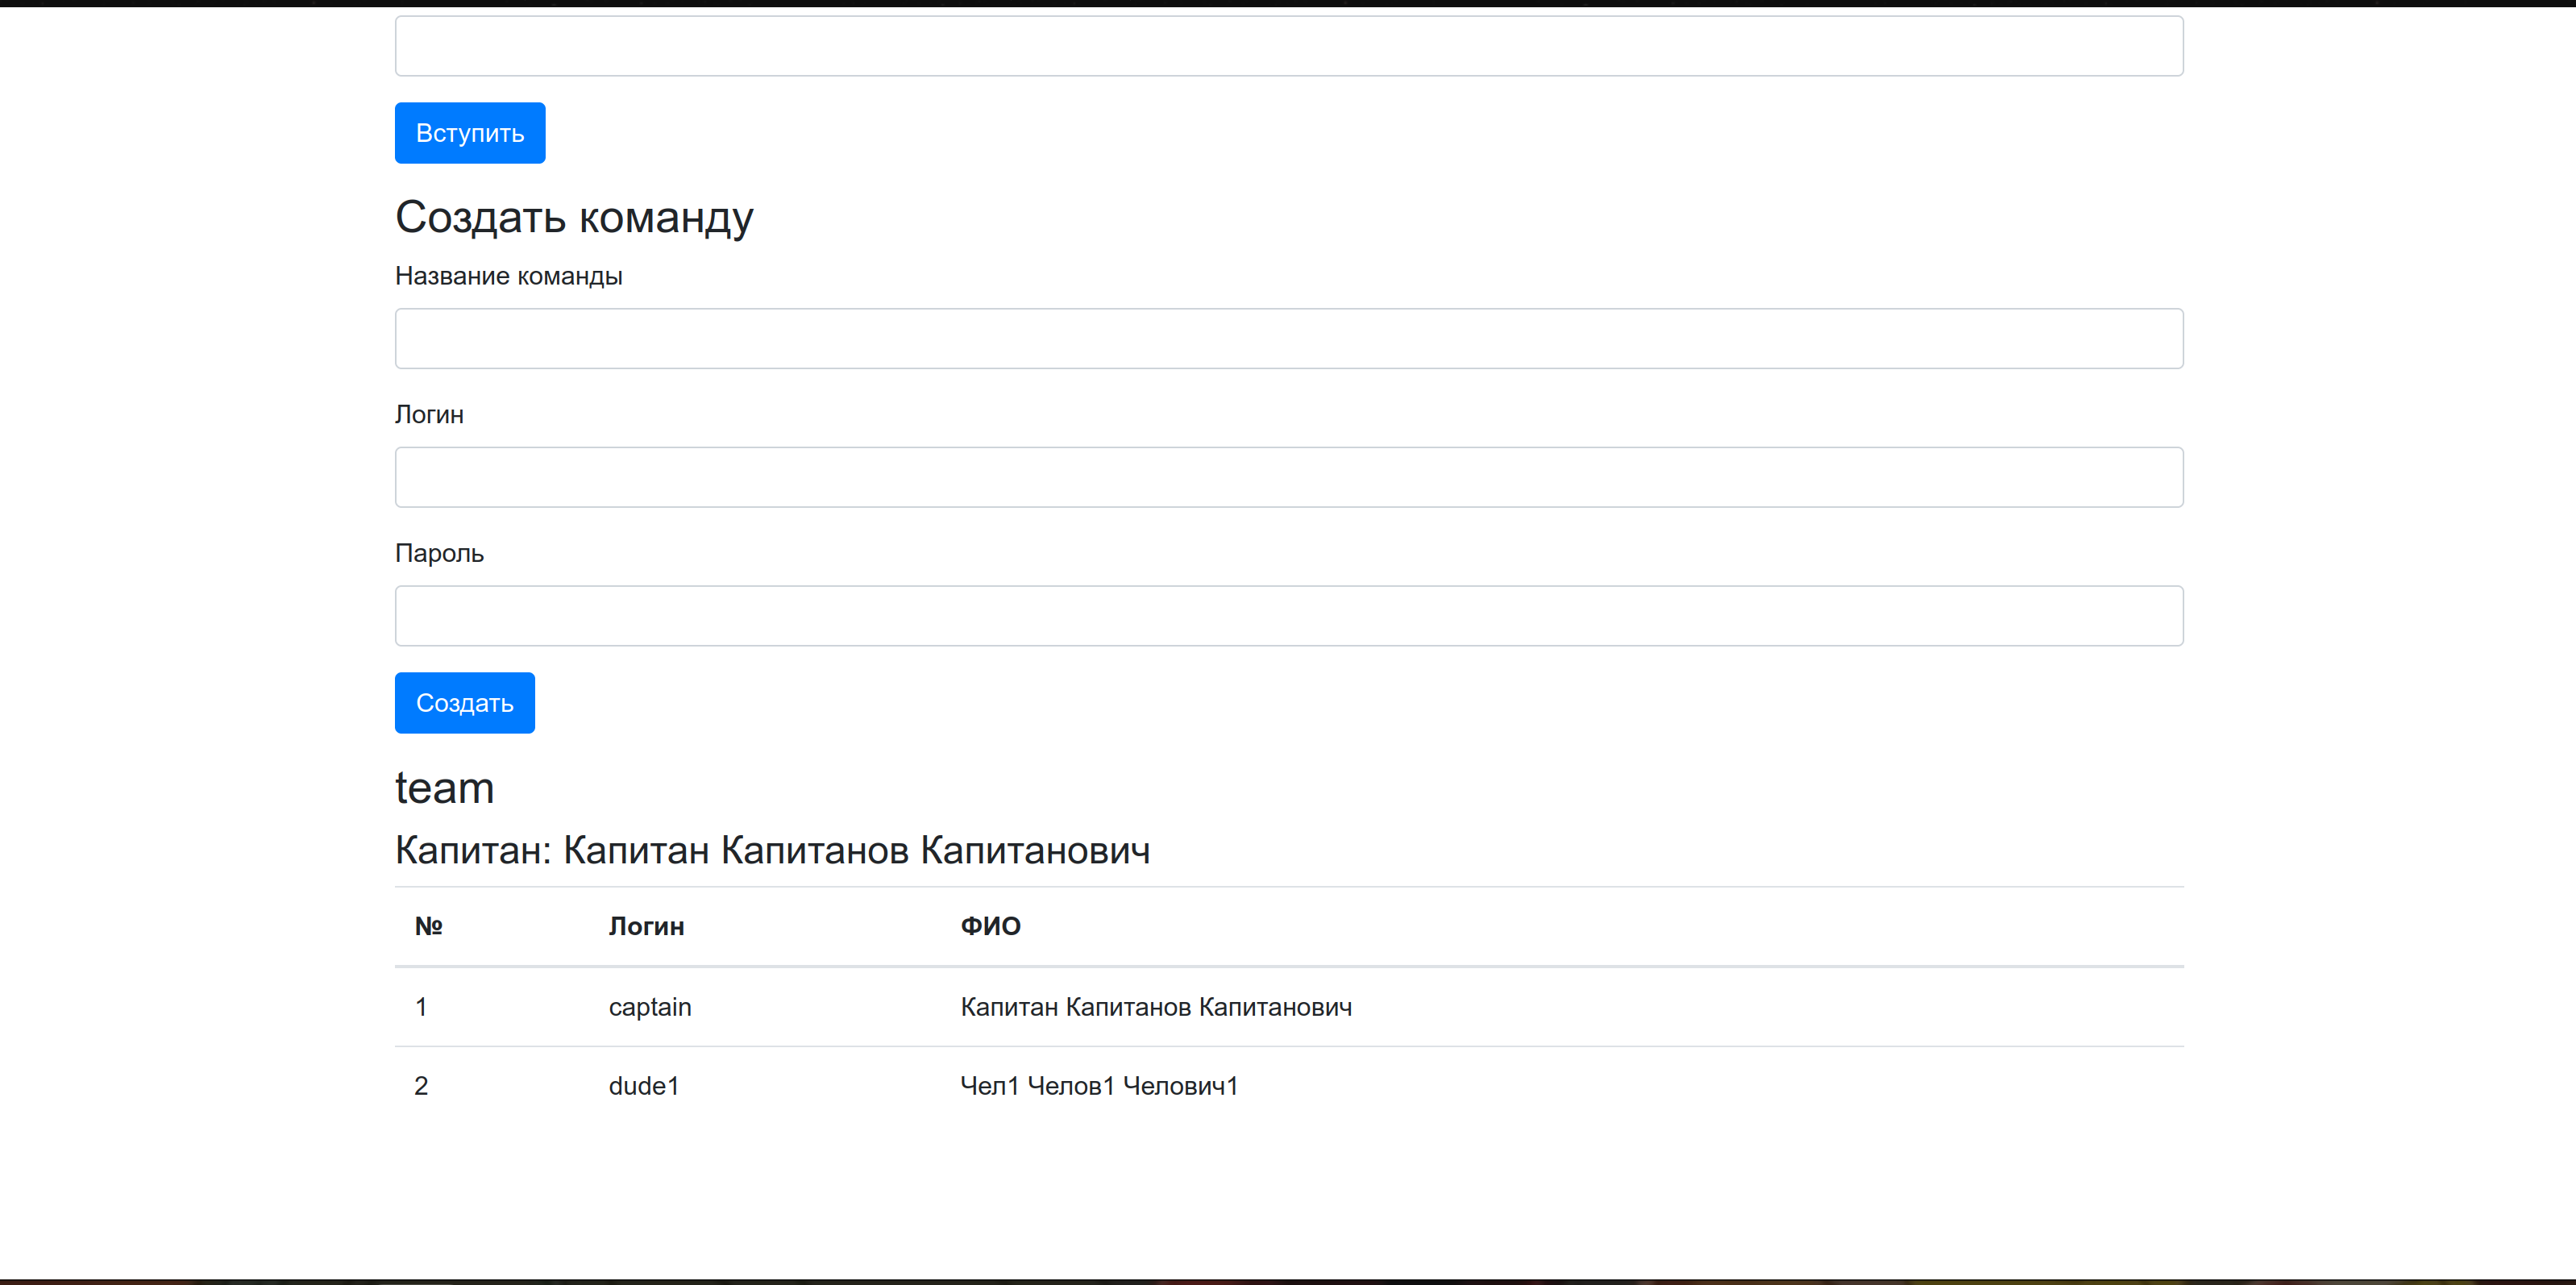 Вступить
Создать команду
Название команды
Логин
Пароль
Создать
team
Капитан: Капитан Капитанов Капитанович
№ Логин ФИО
1 captain Капитан Капитанов Капитанович
2 dude1 Чел1 Челов1 Челович1